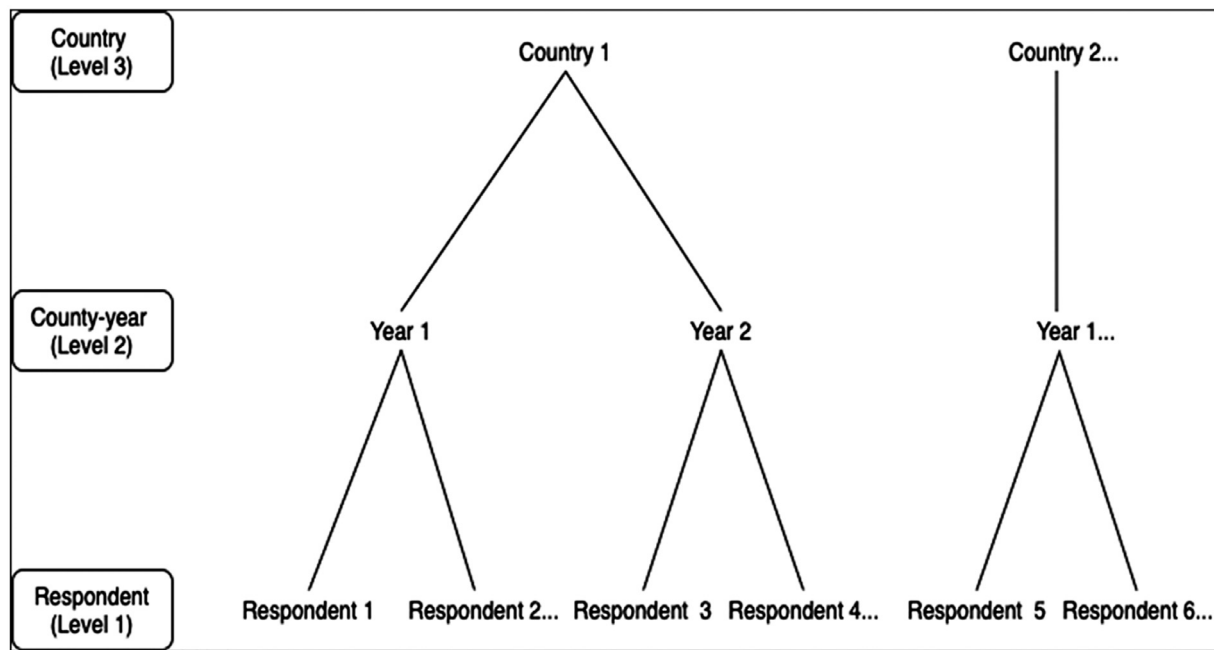 Country
(Level 3)
Country 1
Country 2...
County-year
(Level 2)
Year 1
Year 2
Year 1...
Respondent
(Level 1)
Respondent 1
Respondent 2...
Respondent  3
Respondent 4...
Respondent  5
Respondent 6...